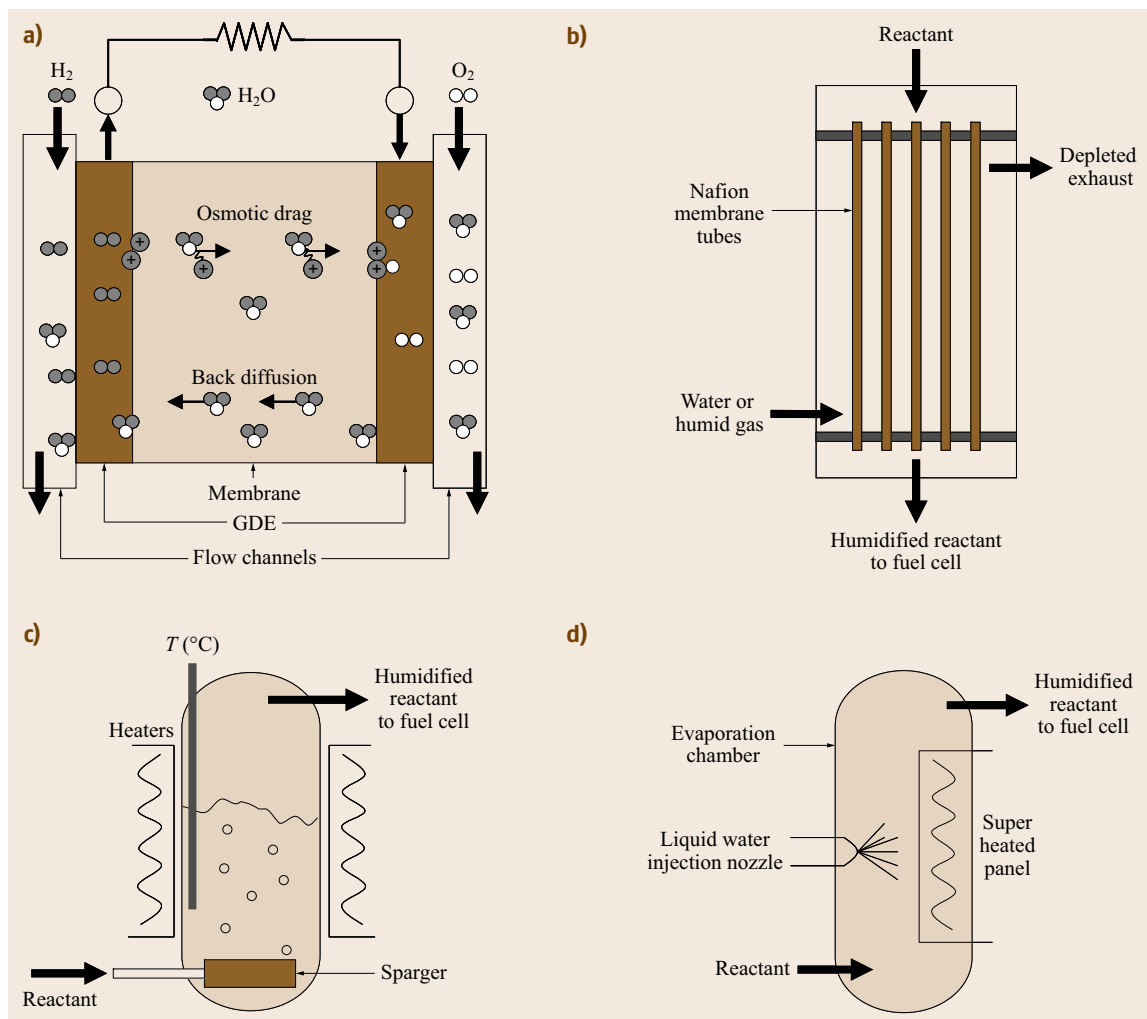 a)
H2
H2O
O2
Osmotic drag
Back diffusion
Membrane
GDE
Flow channels
+
+
+
+
+
+
b)
Reactant
Depleted
exhaust
Nafion
membrane
tubes
Water or
humid gas
Humidified reactant
to fuel cell
c)
T (°C)
Humidified
reactant
to fuel cell
Heaters
Sparger
Reactant
d)
Humidified
reactant
to fuel cell
Evaporation
chamber
Liquid water
injection nozzle
Super
heated
panel
Reactant